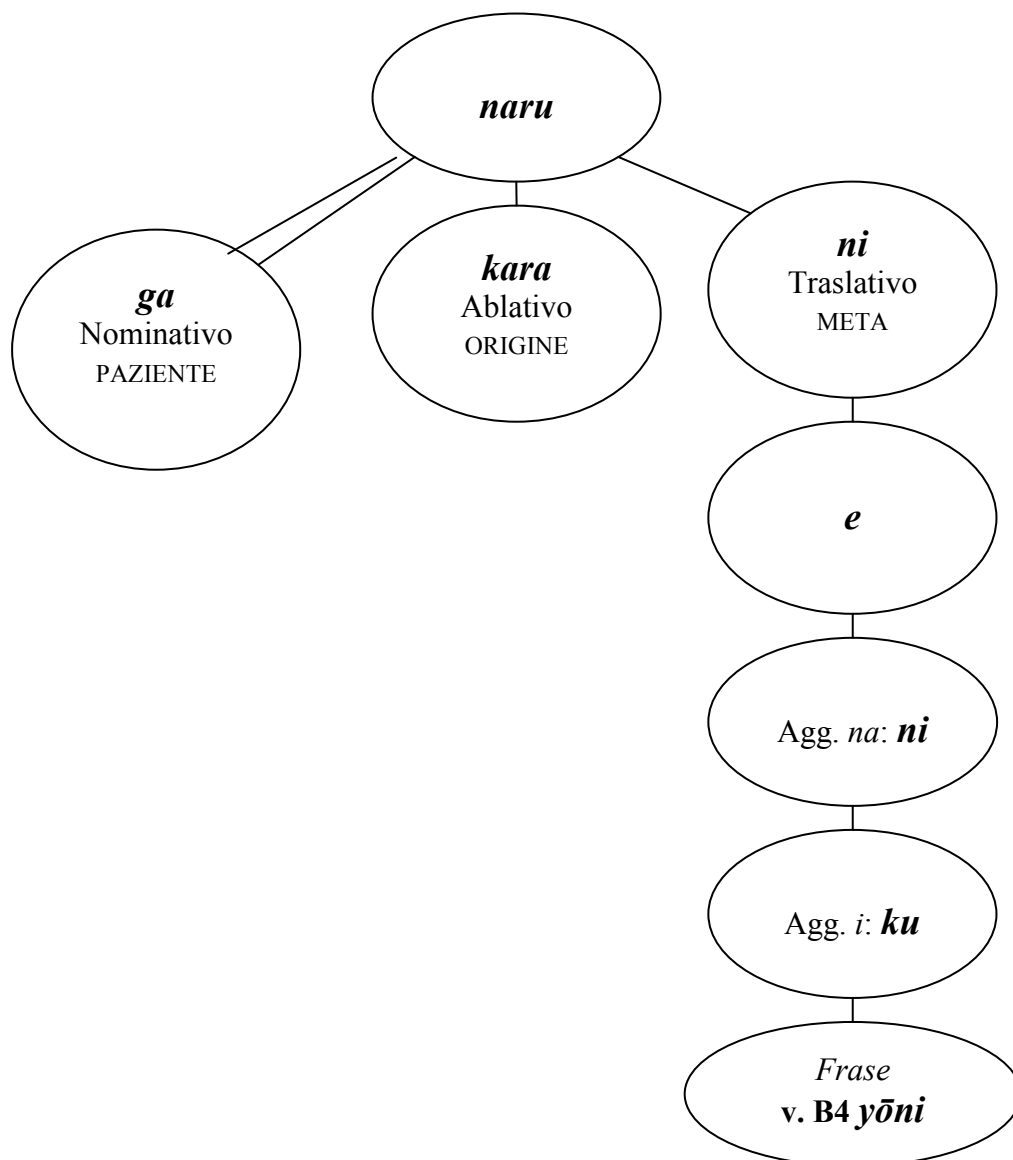 naru
ga
Nominativo
PAZIENTE
kara
Ablativo
ORIGINE
ni
Traslativo
META
e
Agg. na: ni
Agg. i: ku
Frase
v. B4 yōni